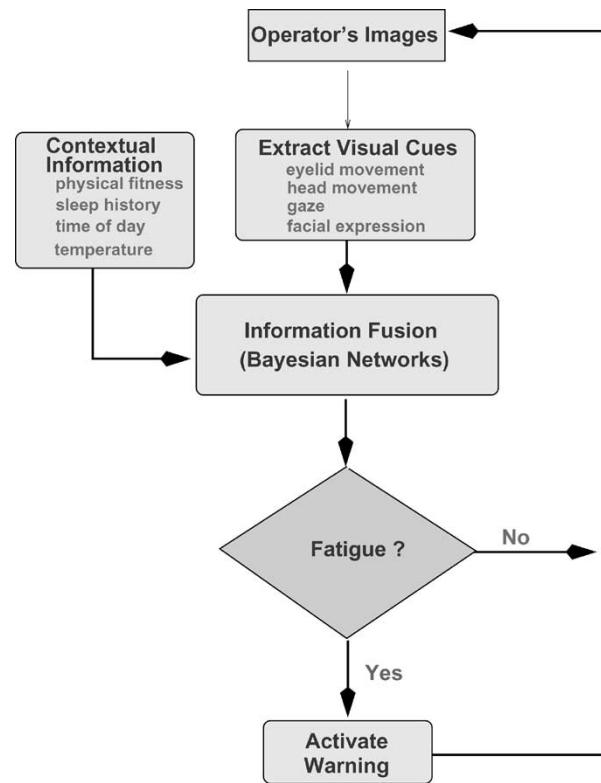 Operator's Images
Contextual
Information
physical fitness
sleep history
time of day
temperature
Extract Visual Cues
eyelid movement
head movement
gaze
facial expression
Information Fusion
(Bayesian Networks)
Fatigue ?
No
Yes
Activate
Warning